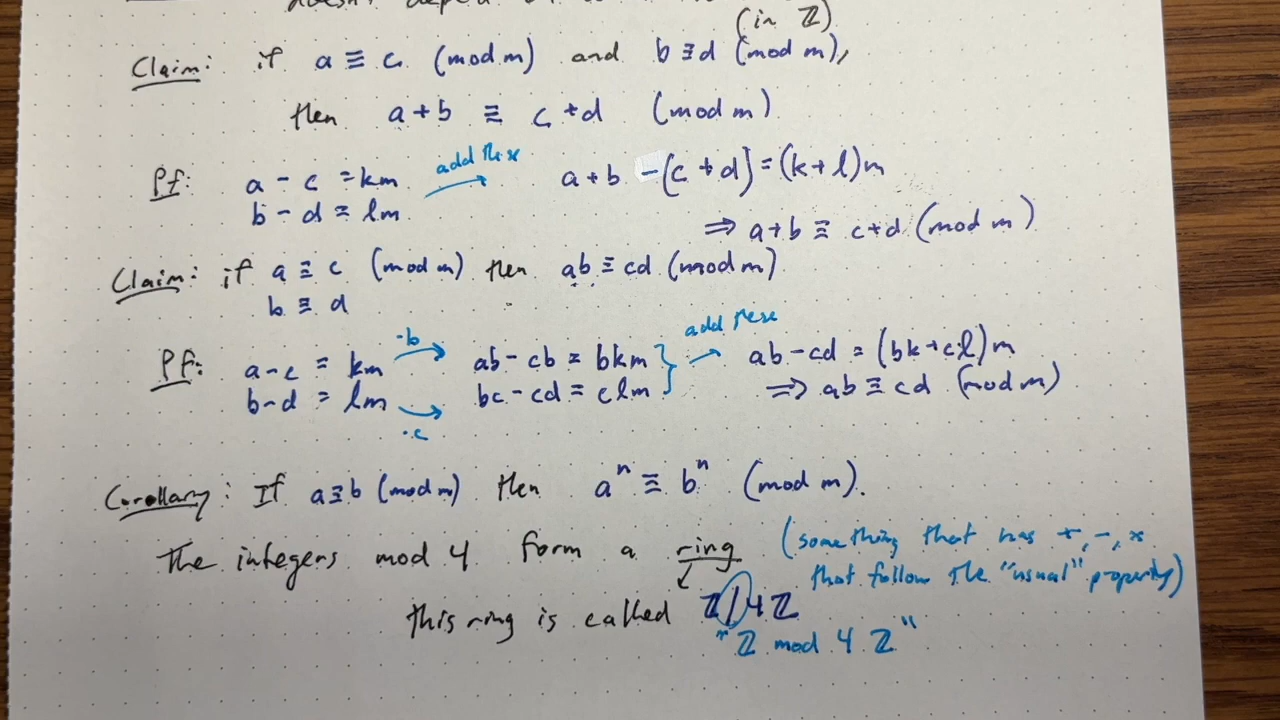 (in ℤ)
Claim: if a ≡ c (mod m) and b ≡ d (mod m),
then a + b ≡ c + d (mod m)
Pf: a - c = km add these a + b - (c + d) = (k + l)m
b - d = lm
⇒ a + b ≡ c + d (mod m)
Claim: if a ≡ c (mod m) then ab ≡ cd (mod m)
b ≡ d
Pf: a - c = km ·b ab - cb = bkm add these ab - cd = (bk + cl)m
b - d = lm ·c bc - cd = clm ⇒ ab ≡ cd (mod m)
Corollary: If a ≡ b (mod m) then aⁿ ≡ bⁿ (mod m).
The integers mod 4 form a ring (something that has +, -, ×
that follow the "usual" property)
this ring is called ℤ/4ℤ
"ℤ mod 4 ℤ"